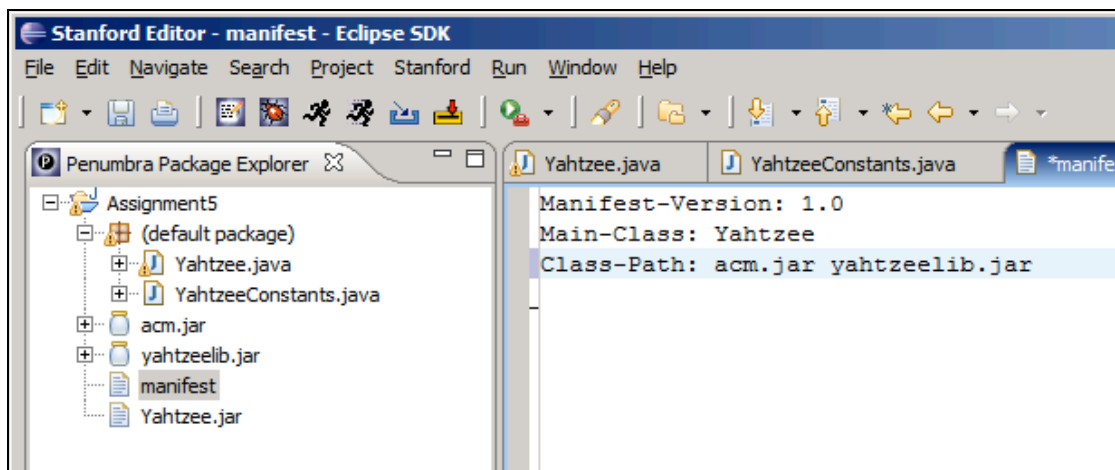 Stanford Editor - manifest - Eclipse SDK
File Edit Navigate Search Project Stanford Run Window Help
Penumbra Package Explorer
Yahtzee.java
YahtzeeConstants.java
*manife
Assignment5
(default package)
Yahtzee.java
YahtzeeConstants.java
acm.jar
yahtzeelib.jar
manifest
Yahtzee.jar
Manifest-Version: 1.0
Main-Class: Yahtzee
Class-Path: acm.jar yahtzeelib.jar